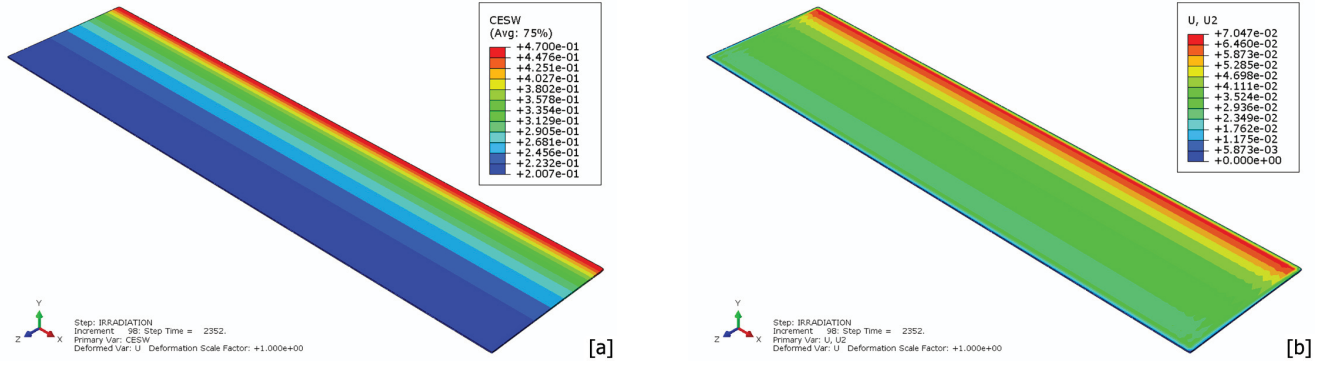 CESW
(Avg: 75%)
+4.700e-01
+4.476e-01
+4.251e-01
+4.027e-01
+3.802e-01
+3.578e-01
+3.354e-01
+3.129e-01
+2.905e-01
+2.681e-01
+2.456e-01
+2.232e-01
+2.007e-01
Y
Z
X
Step: IRRADIATION
Increment 98: Step Time = 2352.
Primary Var: CESW
Deformed Var: U Deformation Scale Factor: +1.000e+00
[a]
U, U2
+7.047e-02
+6.460e-02
+5.873e-02
+5.285e-02
+4.698e-02
+4.111e-02
+3.524e-02
+2.936e-02
+2.349e-02
+1.762e-02
+1.175e-02
+5.873e-03
+0.000e+00
Y
Z
X
Step: IRRADIATION
Increment 98: Step Time = 2352.
Primary Var: U, U2
Deformed Var: U Deformation Scale Factor: +1.000e+00
[b]